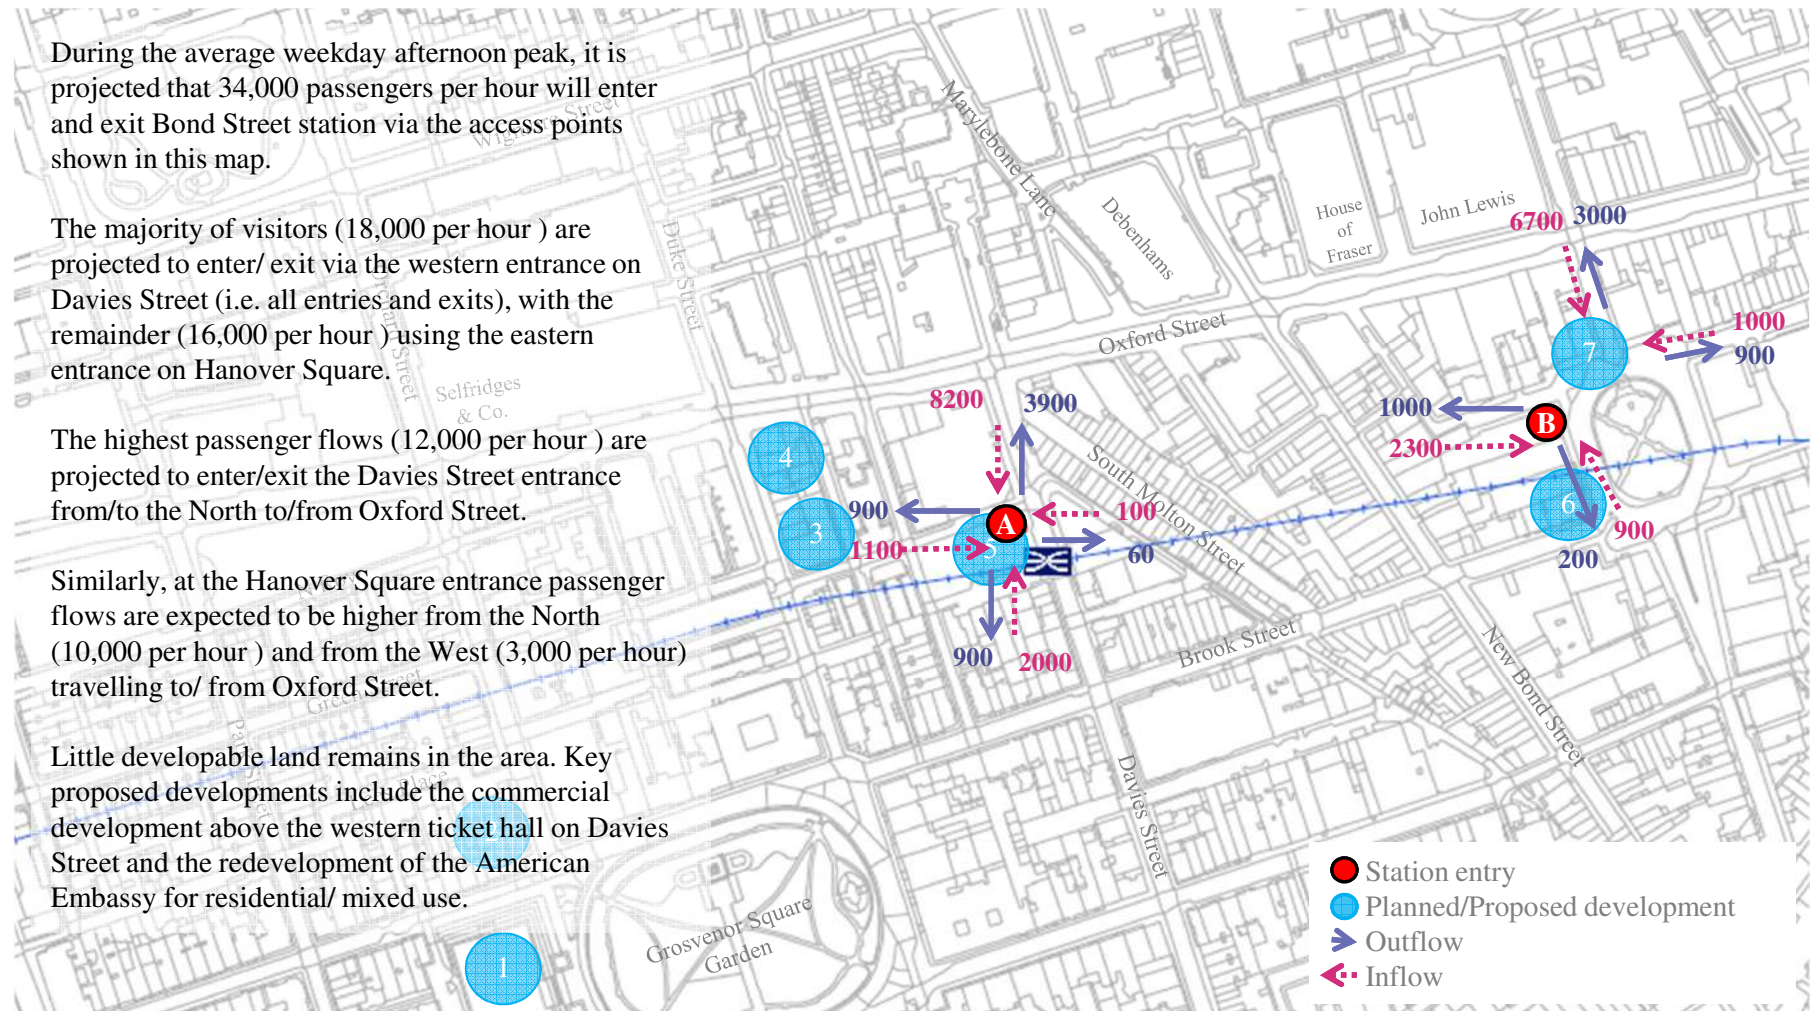 During the average weekday afternoon peak, it is
projected that 34,000 passengers per hour will enter
and exit Bond Street station via the access points
shown in this map.
The majority of visitors (18,000 per hour ) are
projected to enter/ exit via the western entrance on
Davies Street (i.e. all entries and exits), with the
remainder (16,000 per hour ) using the eastern
entrance on Hanover Square.
The highest passenger flows (12,000 per hour ) are
projected to enter/exit the Davies Street entrance
from/to the North to/from Oxford Street.
Similarly, at the Hanover Square entrance passenger
flows are expected to be higher from the North
(10,000 per hour ) and from the West (3,000 per hour)
travelling to/ from Oxford Street.
Little developable land remains in the area. Key
proposed developments include the commercial
development above the western ticket hall on Davies
Street and the redevelopment of the American
Embassy for residential/ mixed use.
Wigmore Street
Duke Street
Street
Selfridges
& Co.
Green Street
Place
Street
Marylebone Lane
Debenhams
House
of
Fraser
John Lewis
Oxford Street
South Molton Street
Brook Street
New Bond Street
Davies Street
Grosvenor Square
Garden
6700
3000
1000
900
7
1000
B
2300
6
900
200
8200
3900
4
3
900
A
100
1100
5
60
900
2000
1
Station entry
Planned/Proposed development
Outflow
Inflow